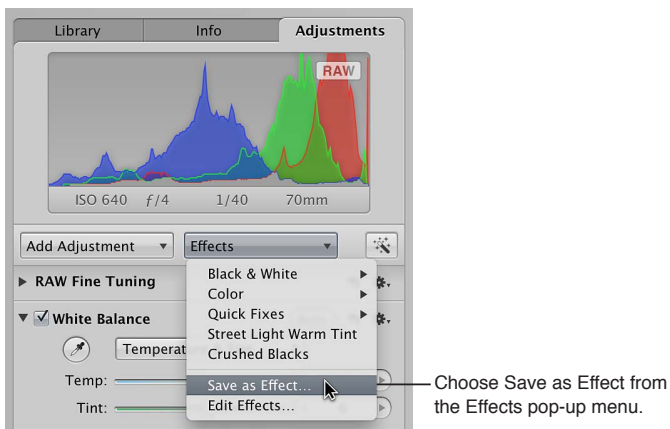 Library Info Adjustments
RAW
ISO 640 ƒ/4 1/40 70mm
Add Adjustment Effects
RAW Fine Tuning
Black & White
Color
Quick Fixes
Street Light Warm Tint
Crushed Blacks
Save as Effect...
Edit Effects...
White Balance
Temp:
Tint:
Choose Save as Effect from
the Effects pop-up menu.